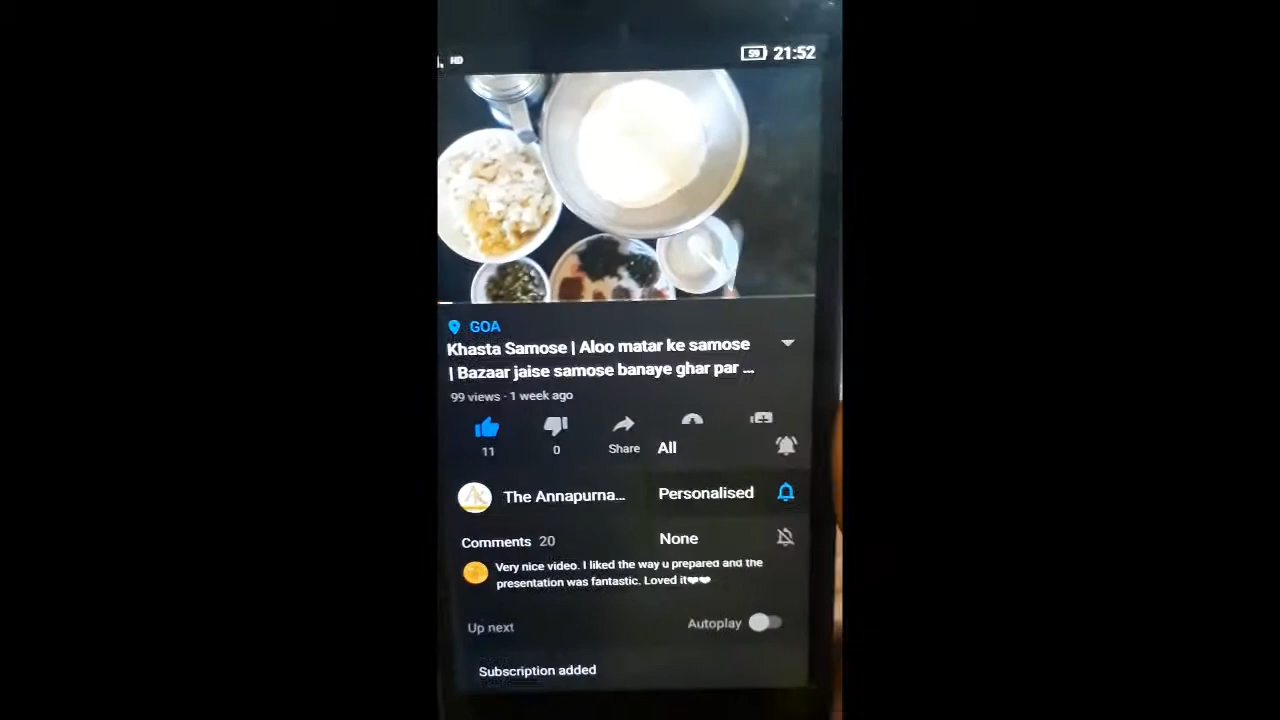 HD 59 21:52
GOA
Khasta Samose | Aloo matar ke samose
| Bazaar jaise samose banaye ghar par ...
99 views · 1 week ago
11 0 Share All
The Annapurna... Personalised
Comments 20 None
Very nice video. I liked the way u prepared and the
presentation was fantastic. Loved it❤❤
Up next Autoplay
Subscription added